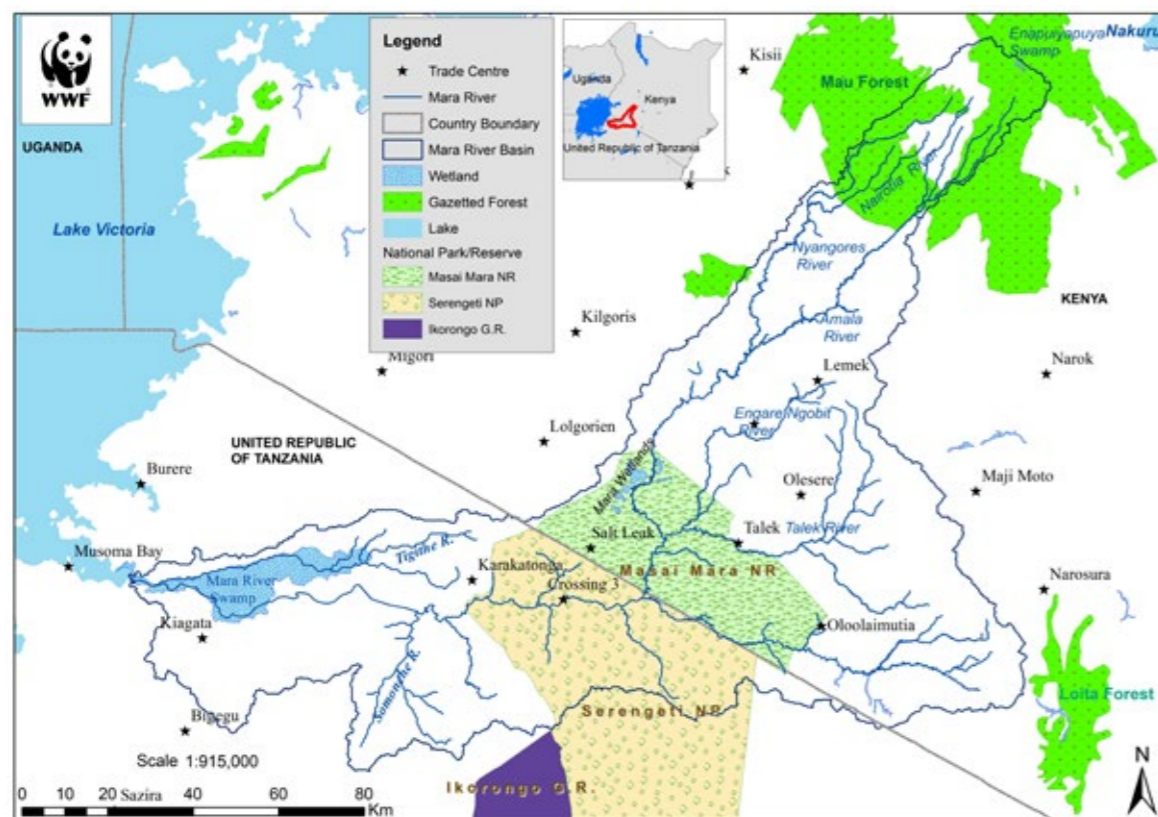 WWF
UGANDA
Lake Victoria
Legend
Trade Centre
Mara River
Country Boundary
Mara River Basin
Wetland
Gazetted Forest
Lake
National Park/Reserve
Masai Mara NR
Serengeti NP
Ikorongo G.R.
Uganda
Kenya
United Republic of Tanzania
Kisii
Enapuiyapuya
Swamp
Nakuru
Mau Forest
Nairotia River
Nyangores
River
KENYA
Kilgoris
Amala
River
Migori
Lemek
Narok
Engare Ngobit
River
Lolgorien
UNITED REPUBLIC
OF TANZANIA
Burere
Mara Wetlands
Olesere
Maji Moto
Salt Leak
Talek
Talek River
Musoma Bay
Tigithe R.
Karakatonga
Masai Mara NR
Mara River
Swamp
Crossing 3
Narosura
Kiagata
Oloolaimutia
Somonche R.
Loita Forest
Serengeti NP
Bisegu
Scale 1:915,000
Ikorongo G.R.
N
0 10 20 40 60 80
Km
Sazira